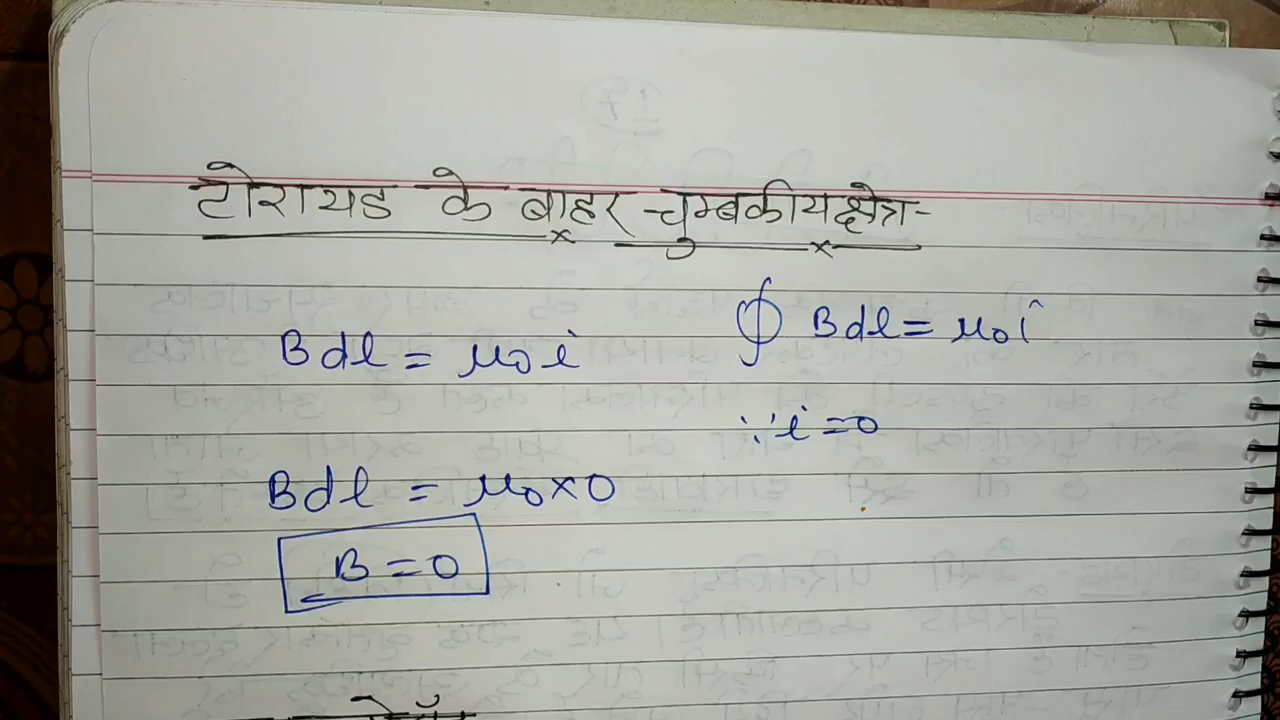 टोरायड के बाहर चुम्बकीय क्षेत्र-
Bdl = μ₀i
∮ Bdl = μ₀i
∵ i = 0
Bdl = μ₀×0
B = 0